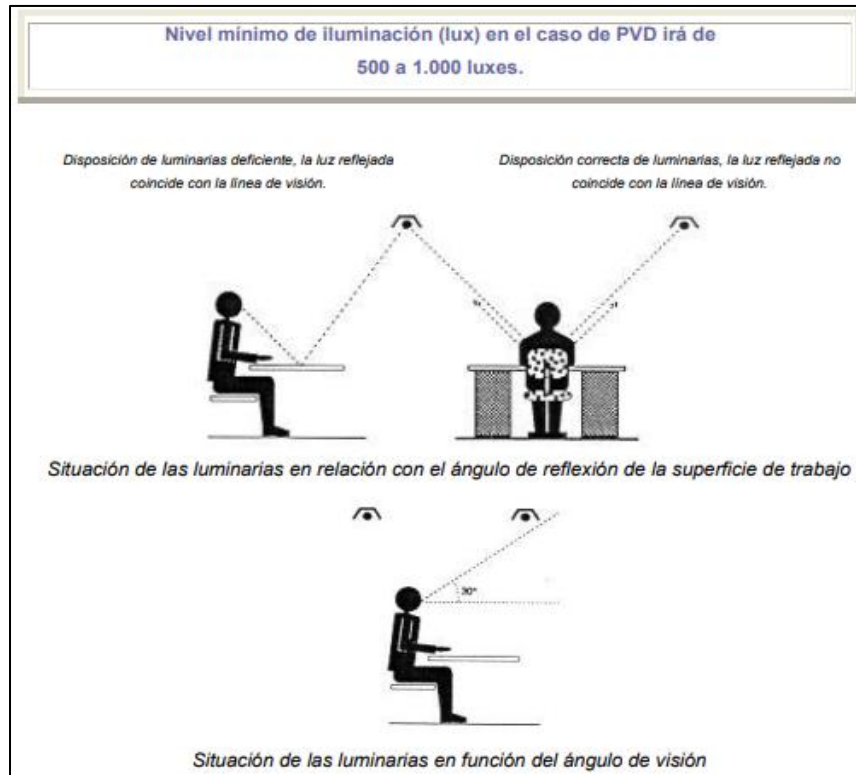 Nivel mínimo de iluminación (lux) en el caso de PVD irá de
500 a 1.000 luxes.
Disposición de luminarias deficiente, la luz reflejada
coincide con la línea de visión.
Disposición correcta de luminarias, la luz reflejada no
coincide con la línea de visión.
Situación de las luminarias en relación con el ángulo de reflexión de la superficie de trabajo
30°
Situación de las luminarias en función del ángulo de visión